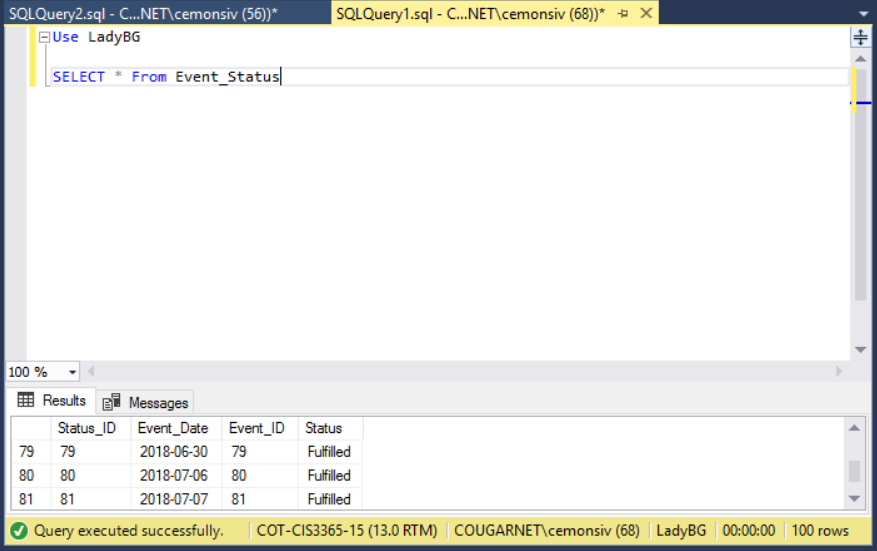 SQLQuery2.sql - C...NET\cemonsiv (56))* SQLQuery1.sql - C...NET\cemonsiv (68))*
Use LadyBG
SELECT * From Event_Status
100 %
Results Messages
Status_ID Event_Date Event_ID Status
79 79 2018-06-30 79 Fulfilled
80 80 2018-07-06 80 Fulfilled
81 81 2018-07-07 81 Fulfilled
Query executed successfully. COT-CIS3365-15 (13.0 RTM) COUGARNET\cemonsiv (68) LadyBG 00:00:00 100 rows